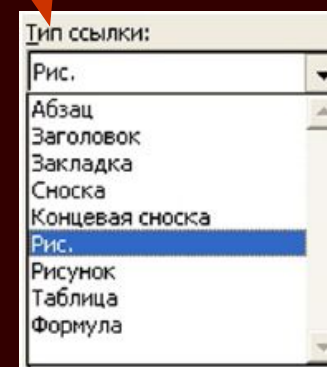 Тип ссылки:
Рис.
Абзац
Заголовок
Закладка
Сноска
Концевая сноска
Рис.
Рисунок
Таблица
Формула